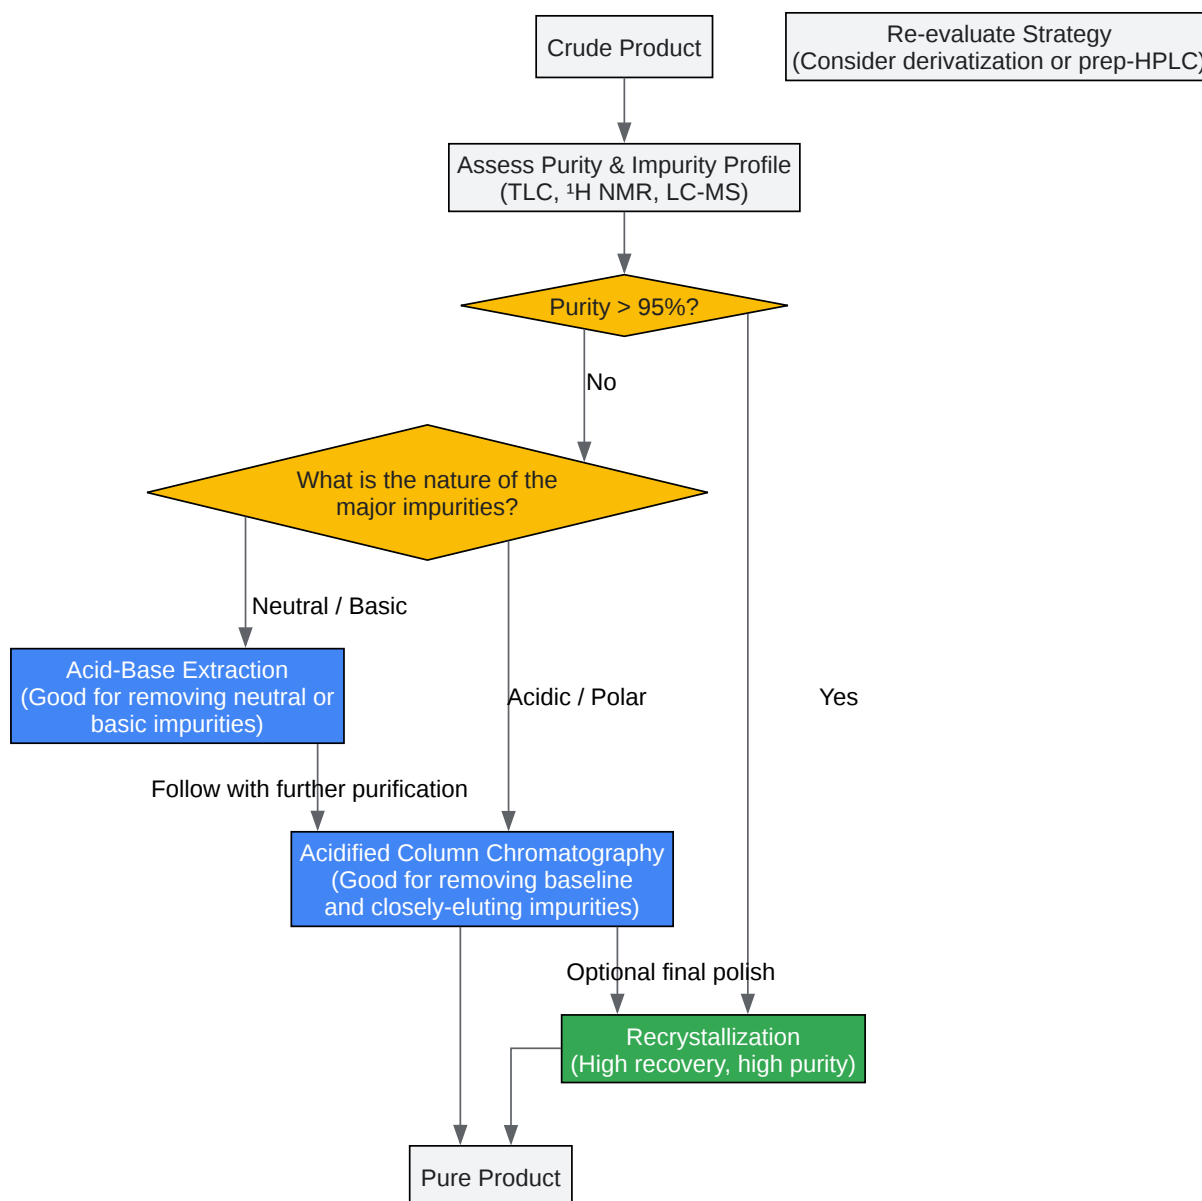 Crude Product
Re-evaluate Strategy
(Consider derivatization or prep-HPLC)
Assess Purity & Impurity Profile
(TLC, ¹H NMR, LC-MS)
Purity > 95%?
No
What is the nature of the
major impurities?
Neutral / Basic
Acid-Base Extraction
(Good for removing neutral or
basic impurities)
Acidic / Polar
Yes
Follow with further purification
Acidified Column Chromatography
(Good for removing baseline
and closely-eluting impurities)
Optional final polish
Recrystallization
(High recovery, high purity)
Pure Product